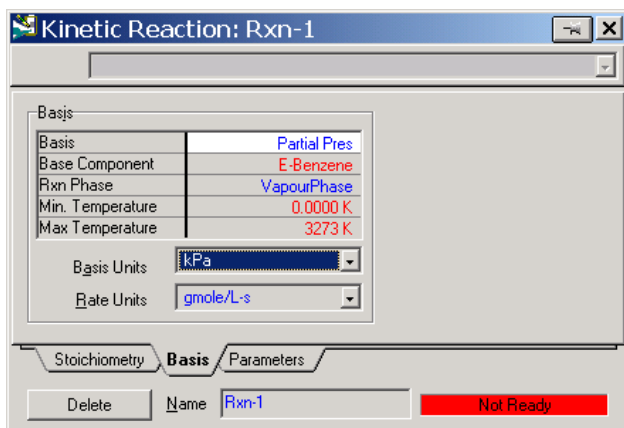 Kinetic Reaction: Rxn-1
Basis
Basis Partial Pres
Base Component E-Benzene
Rxn Phase VapourPhase
Min. Temperature 0.0000 K
Max Temperature 3273 K
Basis Units kPa
Rate Units gmole/L-s
Stoichiometry Basis Parameters
Delete Name Rxn-1 Not Ready